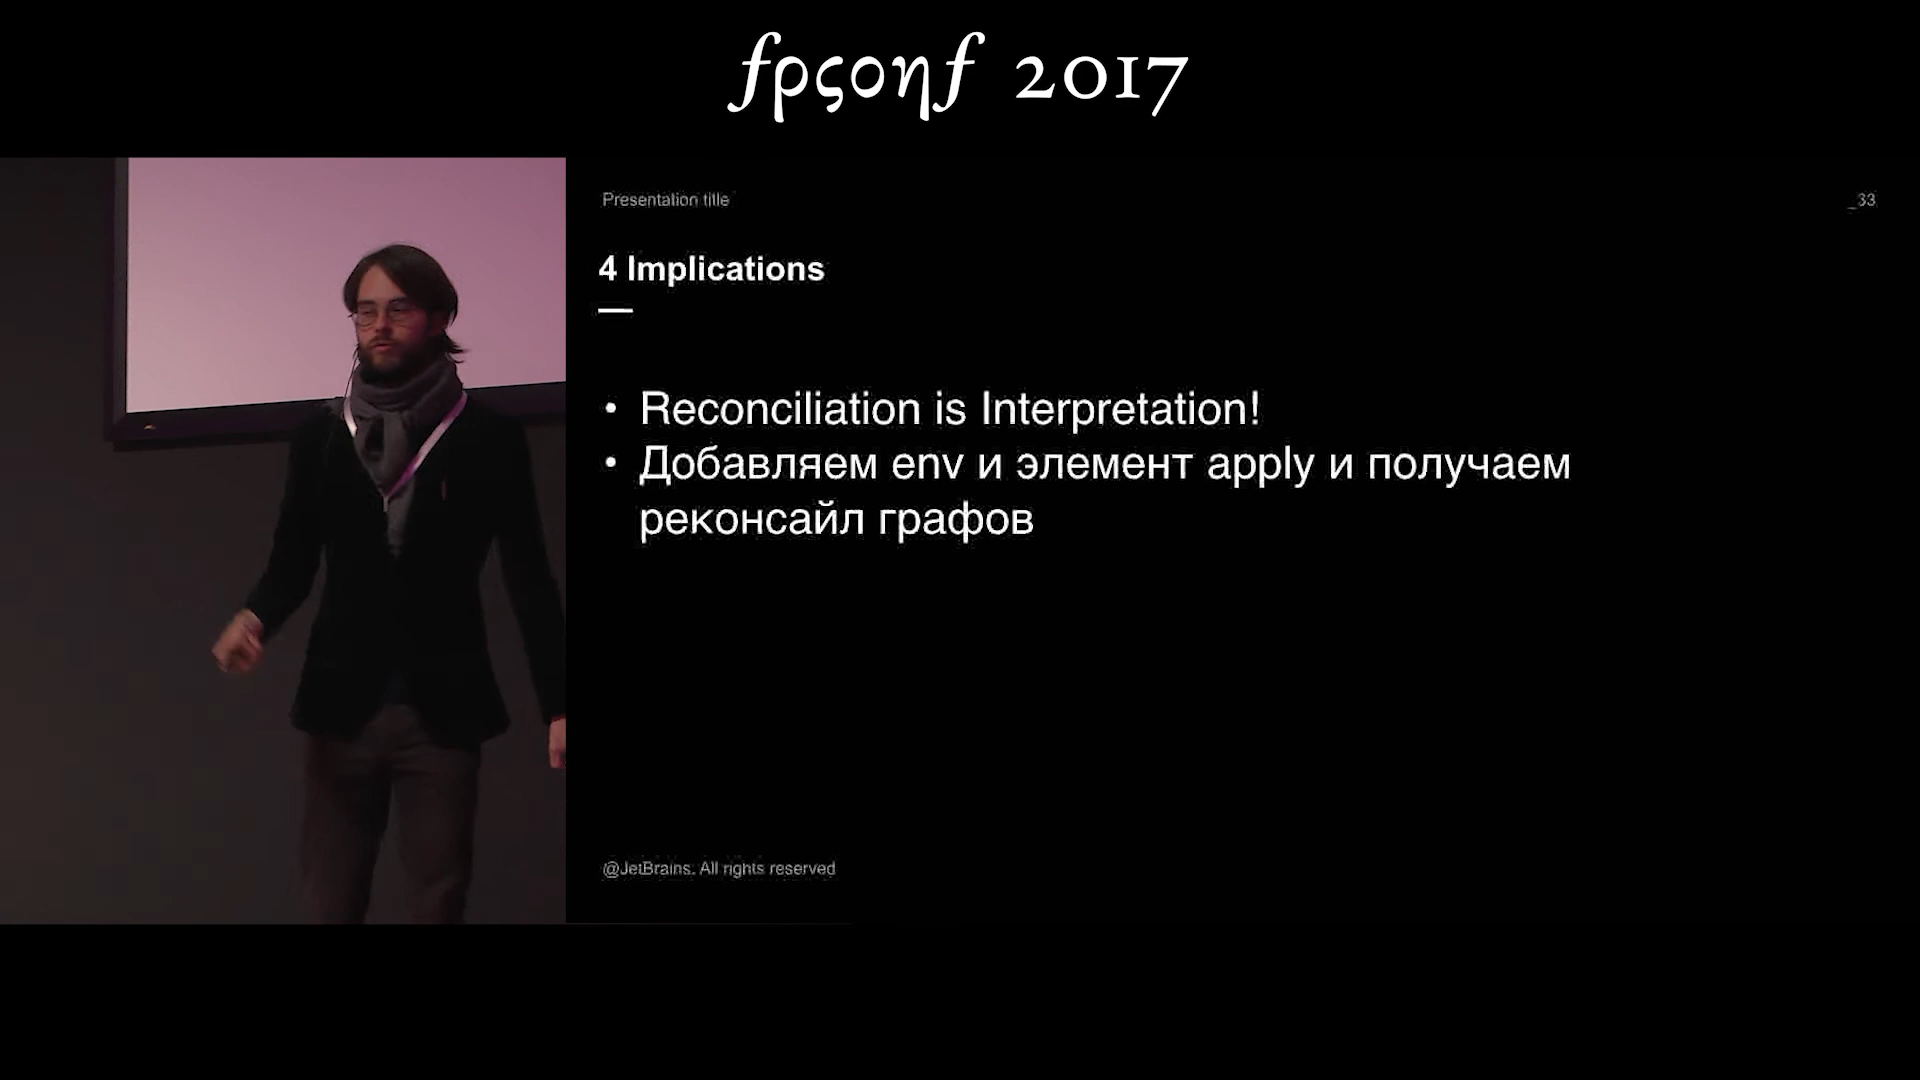 fρςοηf 2017
Presentation title
_33
4 Implications
• Reconciliation is Interpretation!
• Добавляем env и элемент apply и получаем
реконсайл графов
@JetBrains. All rights reserved